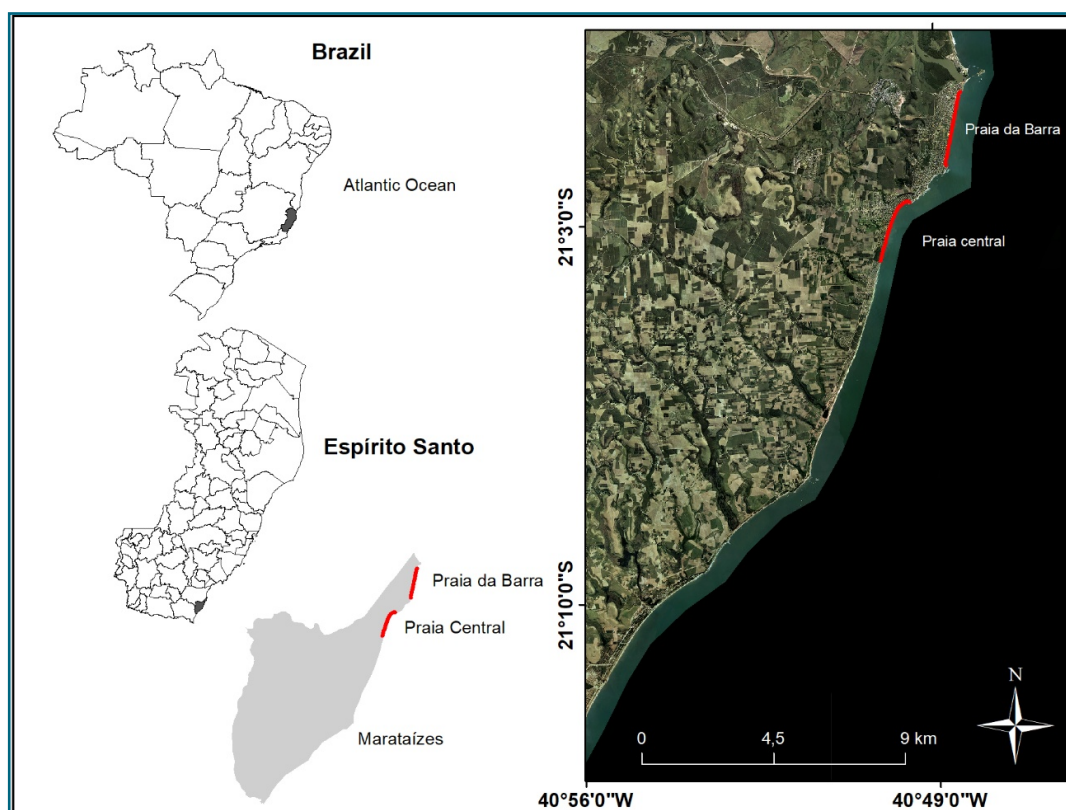 Brazil
Atlantic Ocean
Espírito Santo
Praia da Barra
Praia Central
Marataízes
Praia da Barra
Praia central
21°3'0"S
21°10'0"S
N
0 4,5 9 km
40°56'0"W 40°49'0"W